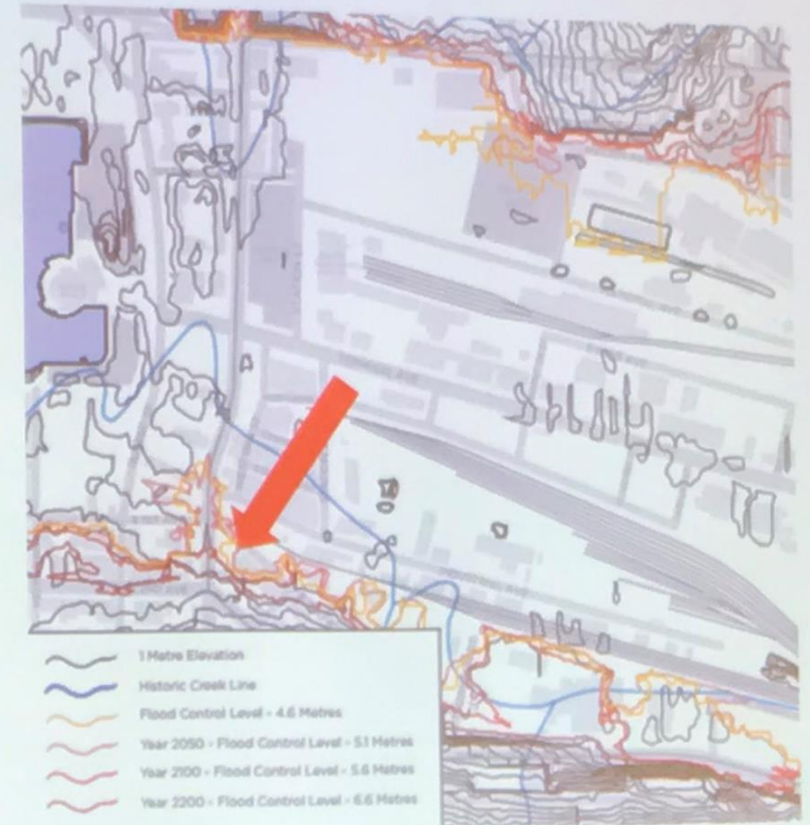 1 Metre Elevation
Historic Creek Line
Flood Control Level - 4.6 Metres
Year 2050 - Flood Control Level - 5.1 Metres
Year 2100 - Flood Control Level - 5.6 Metres
Year 2200 - Flood Control Level - 6.6 Metres